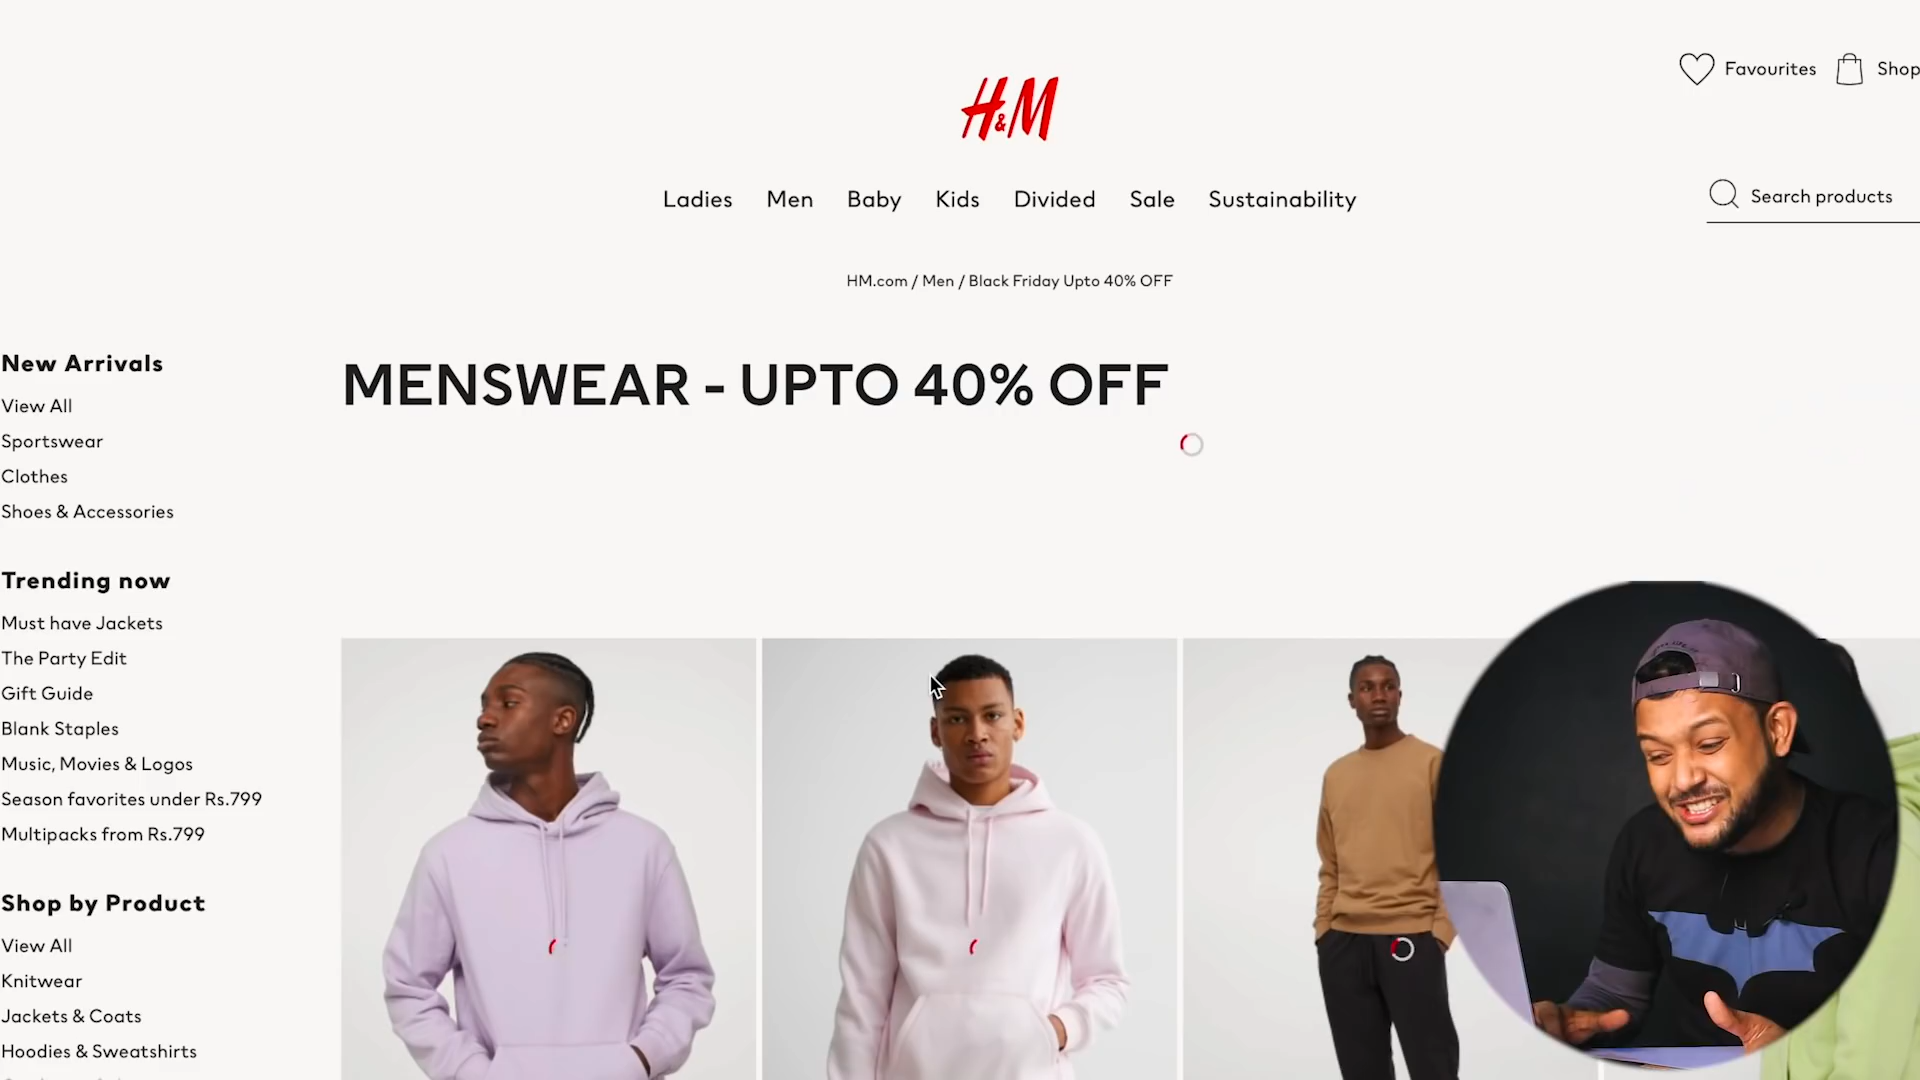 Favourites
Shop
H&M
Ladies Men Baby Kids Divided Sale Sustainability
Search products
HM.com / Men / Black Friday Upto 40% OFF
New Arrivals
View All
Sportswear
Clothes
Shoes & Accessories
MENSWEAR - UPTO 40% OFF
Trending now
Must have Jackets
The Party Edit
Gift Guide
Blank Staples
Music, Movies & Logos
Season favorites under Rs.799
Multipacks from Rs.799
Shop by Product
View All
Knitwear
Jackets & Coats
Hoodies & Sweatshirts